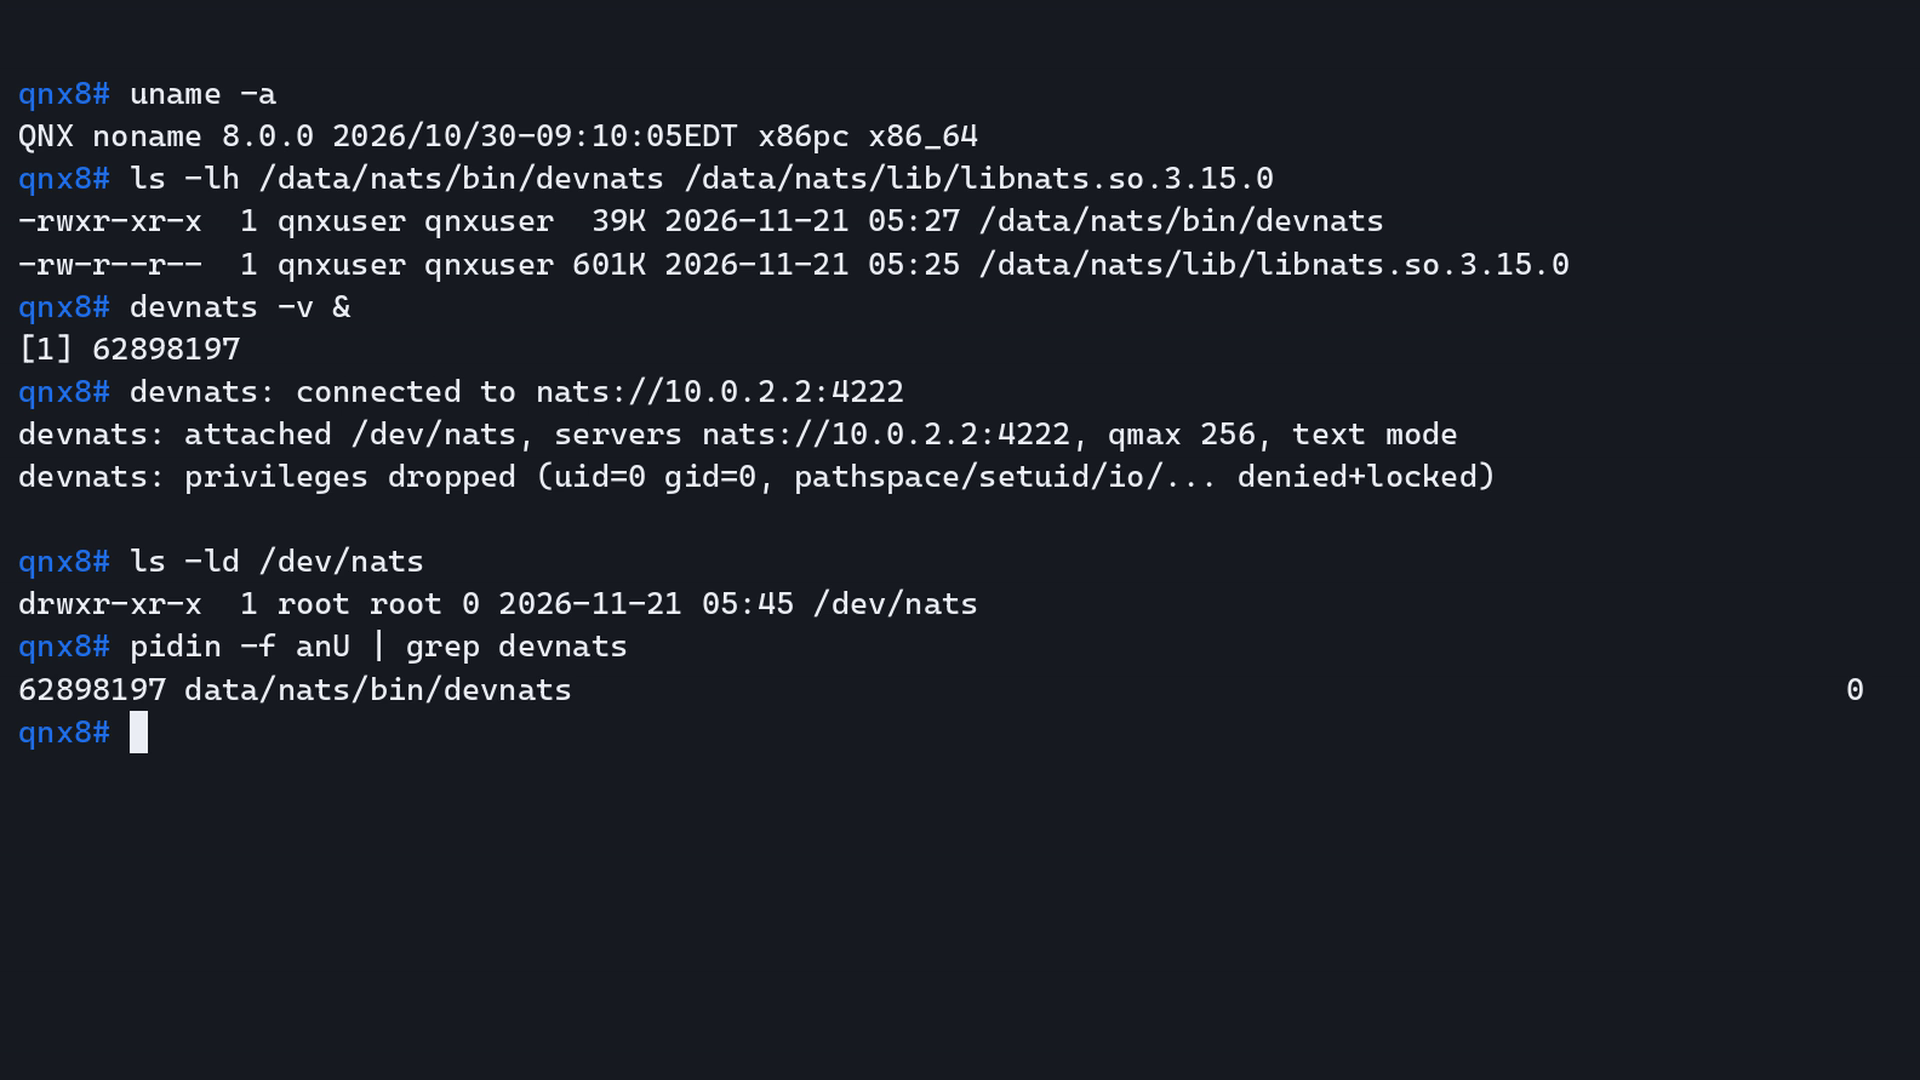 qnx8# uname -a
QNX noname 8.0.0 2026/10/30-09:10:05EDT x86pc x86_64
qnx8# ls -lh /data/nats/bin/devnats /data/nats/lib/libnats.so.3.15.0
-rwxr-xr-x  1 qnxuser qnxuser  39K 2026-11-21 05:27 /data/nats/bin/devnats
-rw-r--r--  1 qnxuser qnxuser 601K 2026-11-21 05:25 /data/nats/lib/libnats.so.3.15.0
qnx8# devnats -v &
[1] 62898197
qnx8# devnats: connected to nats://10.0.2.2:4222
devnats: attached /dev/nats, servers nats://10.0.2.2:4222, qmax 256, text mode
devnats: privileges dropped (uid=0 gid=0, pathspace/setuid/io/... denied+locked)
qnx8# ls -ld /dev/nats
drwxr-xr-x  1 root root 0 2026-11-21 05:45 /dev/nats
qnx8# pidin -f anU | grep devnats
62898197 data/nats/bin/devnats 0
qnx8#